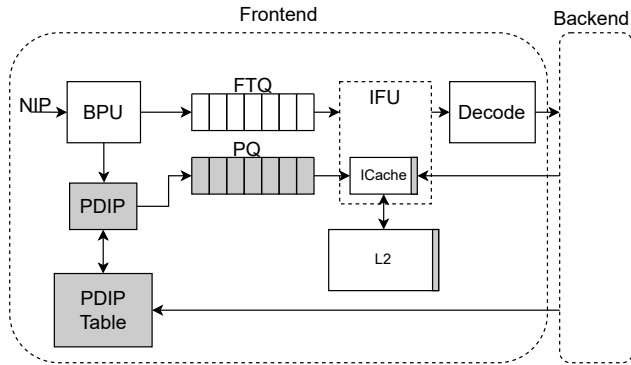 Frontend
Backend
NIP
BPU
FTQ
IFU
Decode
PQ
ICache
PDIP
L2
PDIP
Table